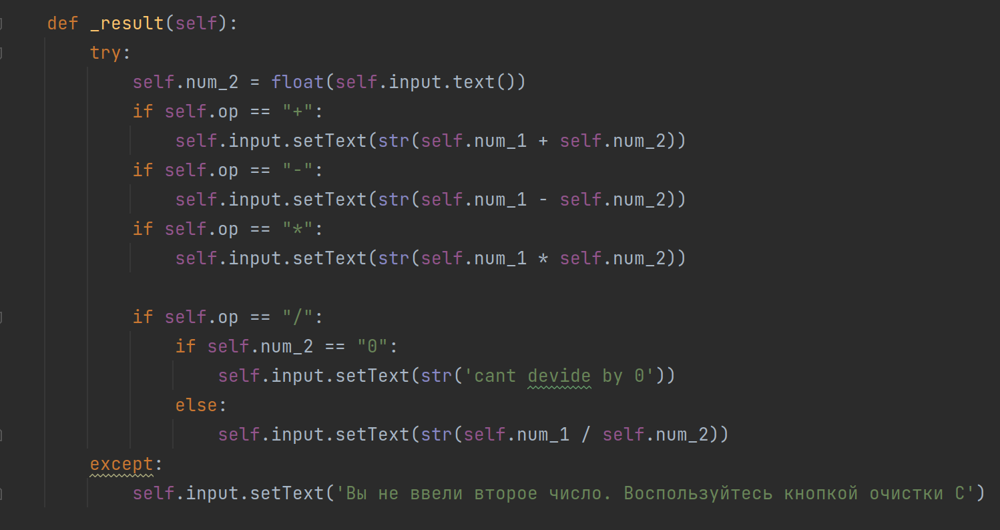 def _result(self):
    try:
        self.num_2 = float(self.input.text())
        if self.op == "+":
            self.input.setText(str(self.num_1 + self.num_2))
        if self.op == "-":
            self.input.setText(str(self.num_1 - self.num_2))
        if self.op == "*":
            self.input.setText(str(self.num_1 * self.num_2))

        if self.op == "/":
            if self.num_2 == "0":
                self.input.setText(str('cant devide by 0'))
            else:
                self.input.setText(str(self.num_1 / self.num_2))
    except:
        self.input.setText('Вы не ввели второе число. Воспользуйтесь кнопкой очистки С')